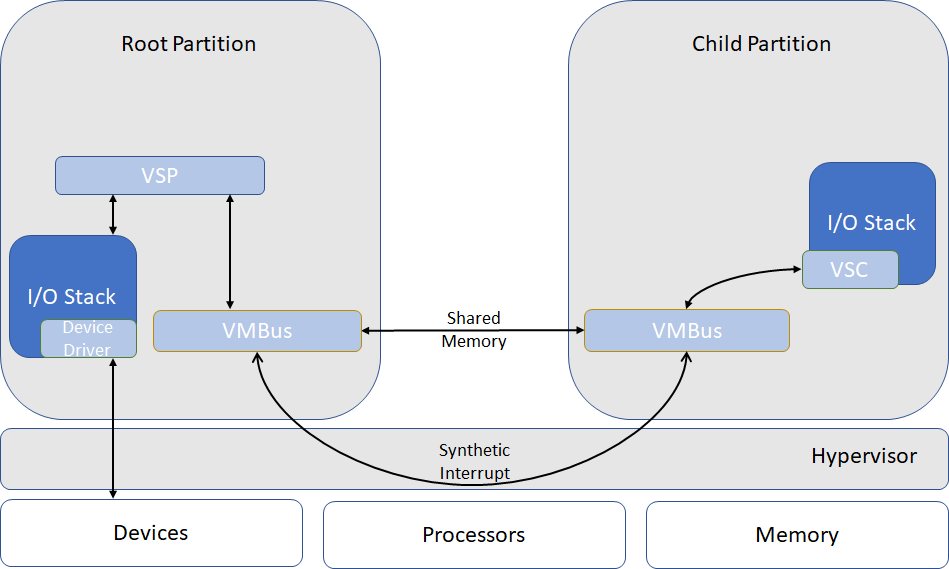 Root Partition
Child Partition
VSP
I/O Stack
VSC
I/O Stack
Device
Driver
VMBus
Shared
Memory
VMBus
Synthetic
Interrupt
Hypervisor
Devices
Processors
Memory